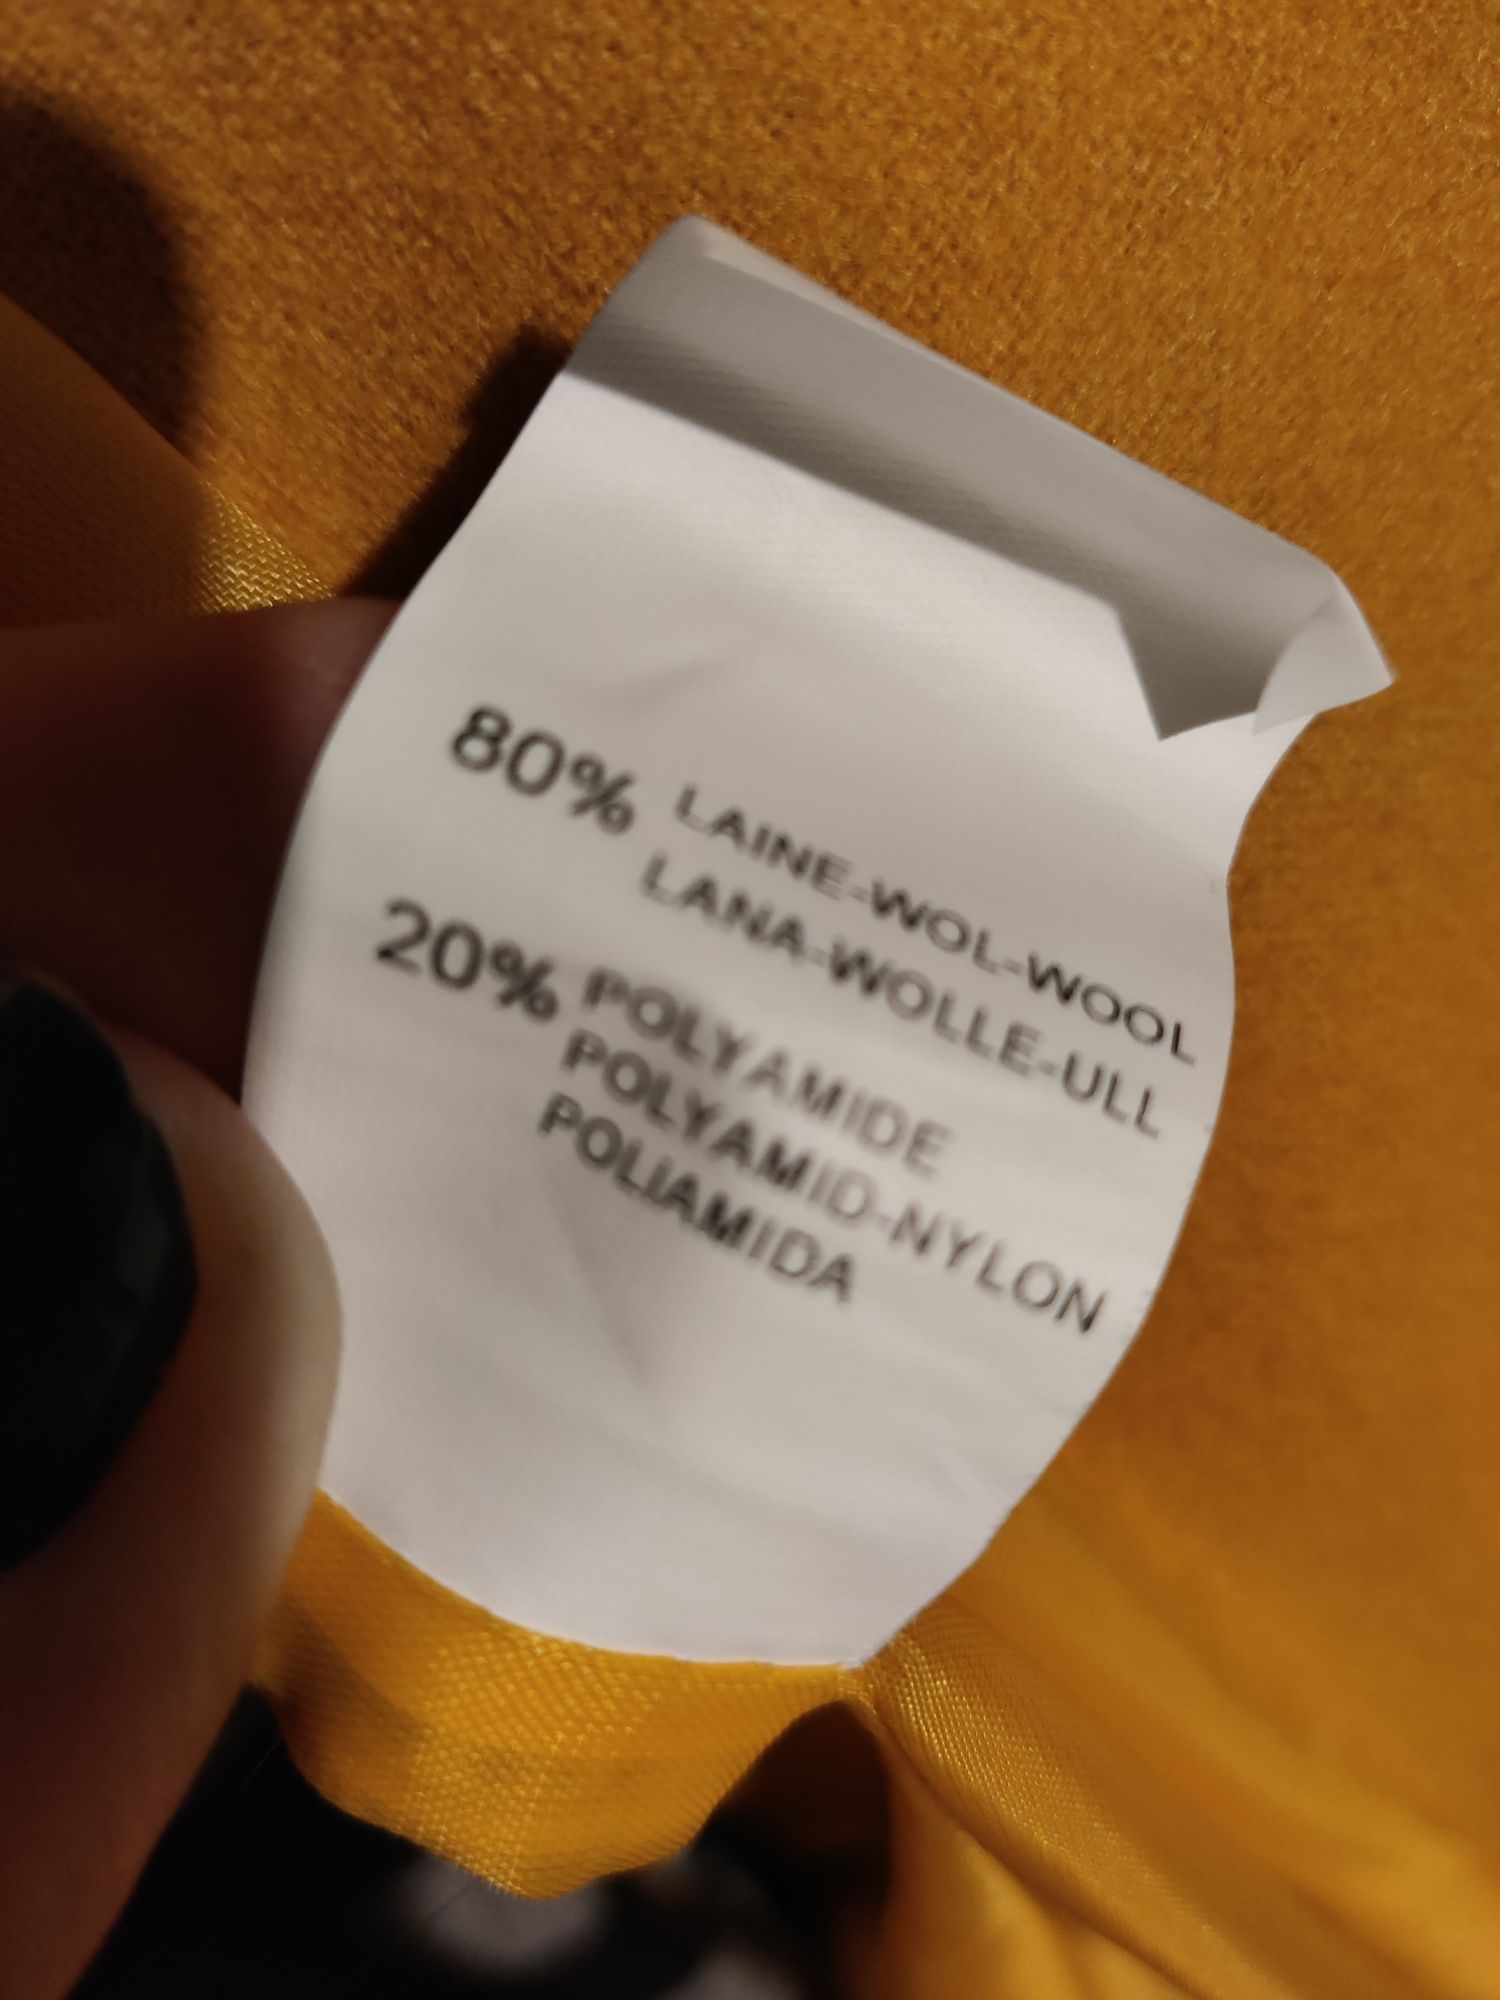 80% LAINE-WOL-WOOL
LANA-WOLLE-ULL
20% POLYAMIDE
POLYAMID-NYLON
POLIAMIDA